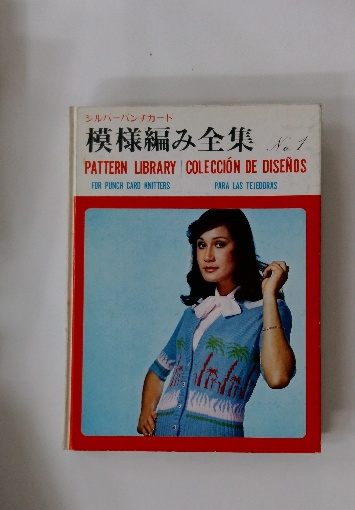 シルバーパンチカード
模様編み全集 No.1
PATTERN LIBRARY | COLECCIÓN DE DISEÑOS
FOR PUNCH CARD KNITTERS PARA LAS TEJEDORAS